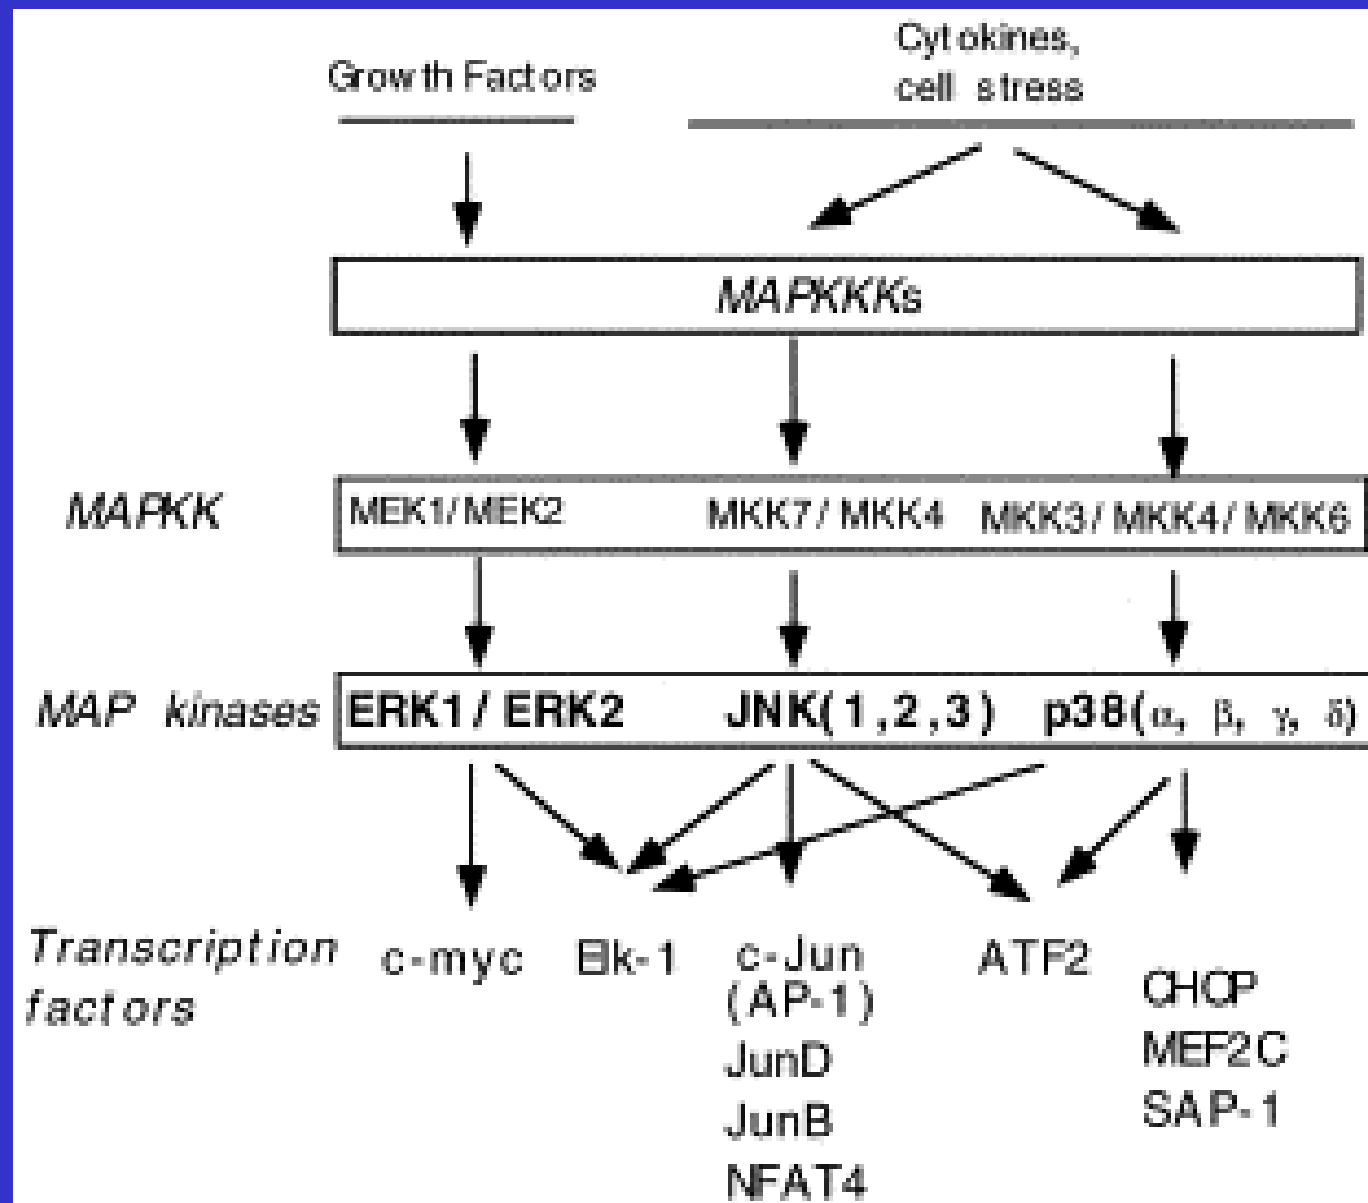 Growth Factors
Cytokines,
cell stress
MAPKKKs
MAPKK
MEK1/MEK2
MKK7/MKK4
MKK3/MKK4/MKK6
MAP kinases
ERK1/ERK2
JNK(1,2,3)
p38(α, β, γ, δ)
Transcription
factors
c-myc
Elk-1
c-Jun
(AP-1)
JunD
JunB
NFAT4
ATF2
CHOP
MEF2C
SAP-1